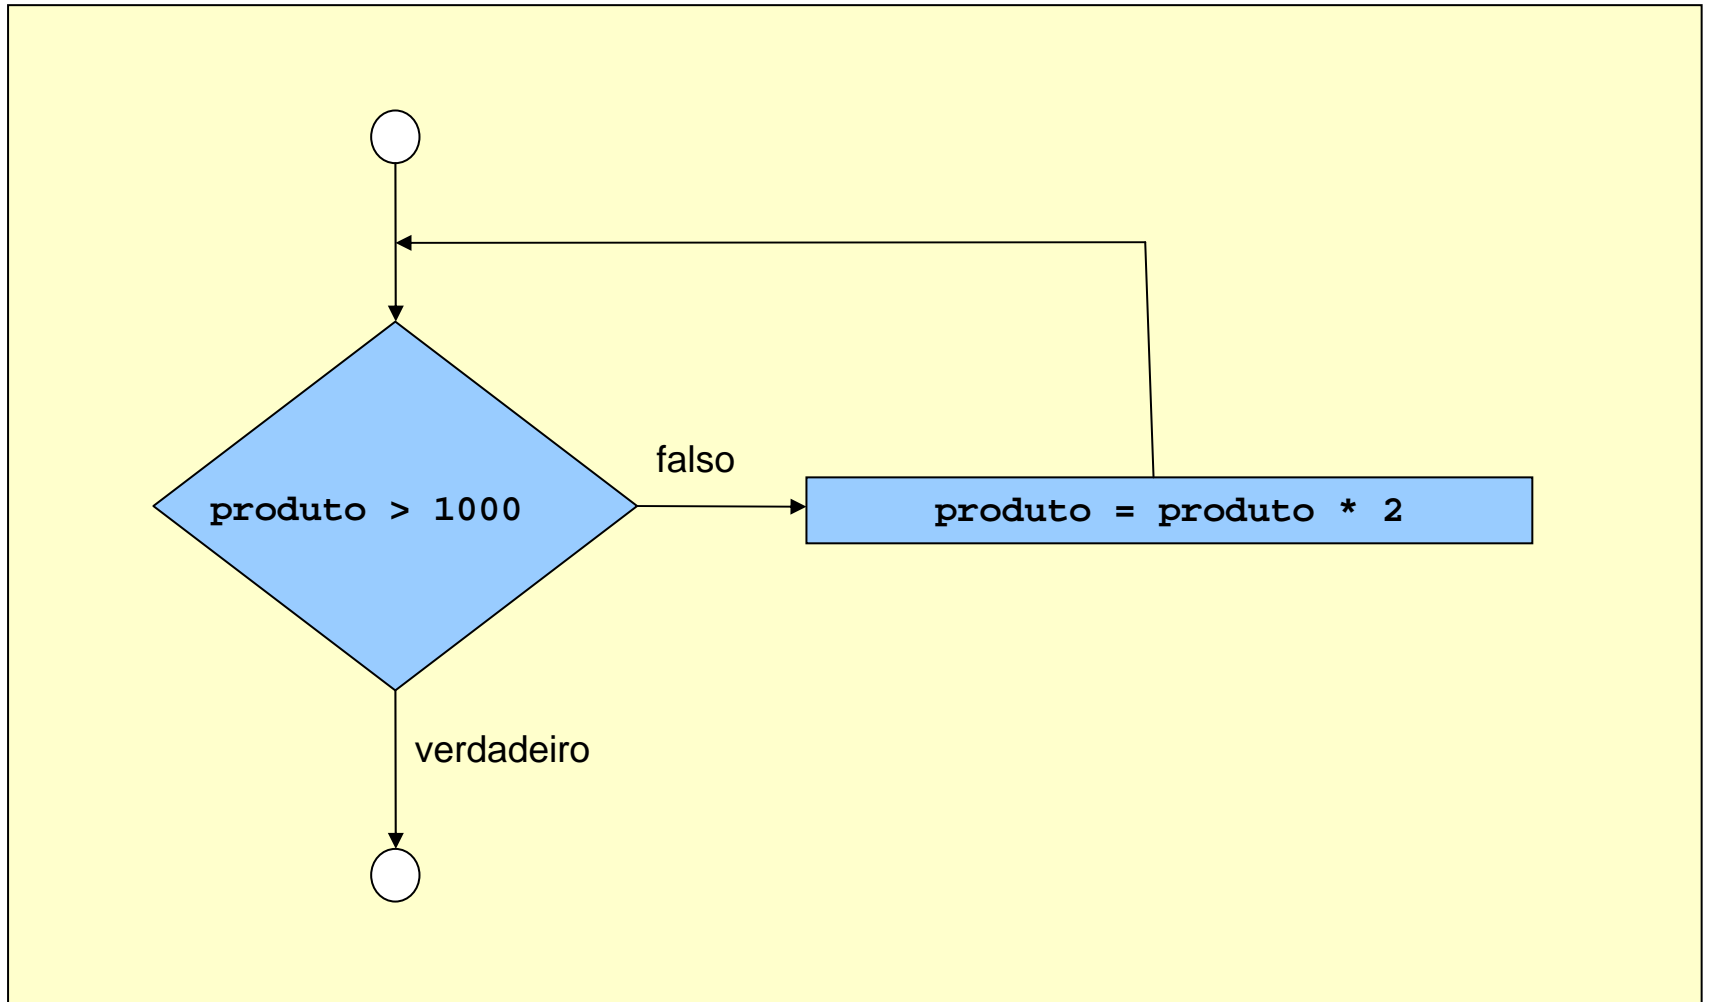 falso
produto > 1000
produto = produto * 2
verdadeiro